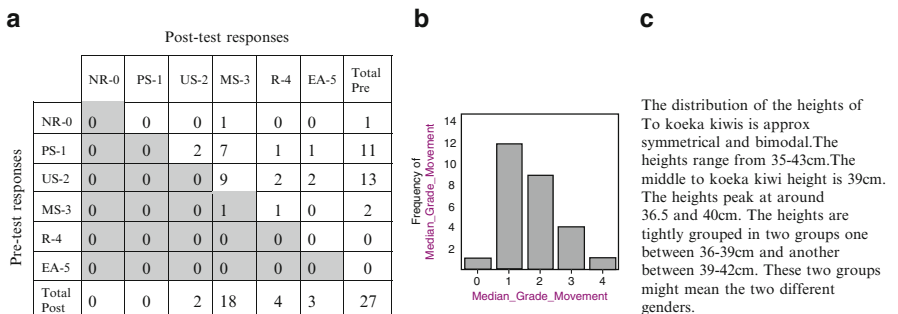 a
b
c
Post-test responses
NR-0 PS-1 US-2 MS-3 R-4 EA-5 Total Pre
NR-0 0 0 0 1 0 0 1
PS-1 0 0 2 7 1 1 11
US-2 0 0 0 9 2 2 13
MS-3 0 0 0 1 1 0 2
R-4 0 0 0 0 0 0 0
EA-5 0 0 0 0 0 0 0
Total Post 0 0 2 18 4 3 27
Pre-test responses
Frequency of
Median_Grade_Movement
14
12
10
8
6
4
2
0 1 2 3 4
Median_Grade_Movement
The distribution of the heights of
To koeka kiwis is approx
symmetrical and bimodal.The
heights range from 35-43cm.The
middle to koeka kiwi height is 39cm.
The heights peak at around
36.5 and 40cm. The heights are
tightly grouped in two groups one
between 36-39cm and another
between 39-42cm. These two groups
might mean the two different
genders.